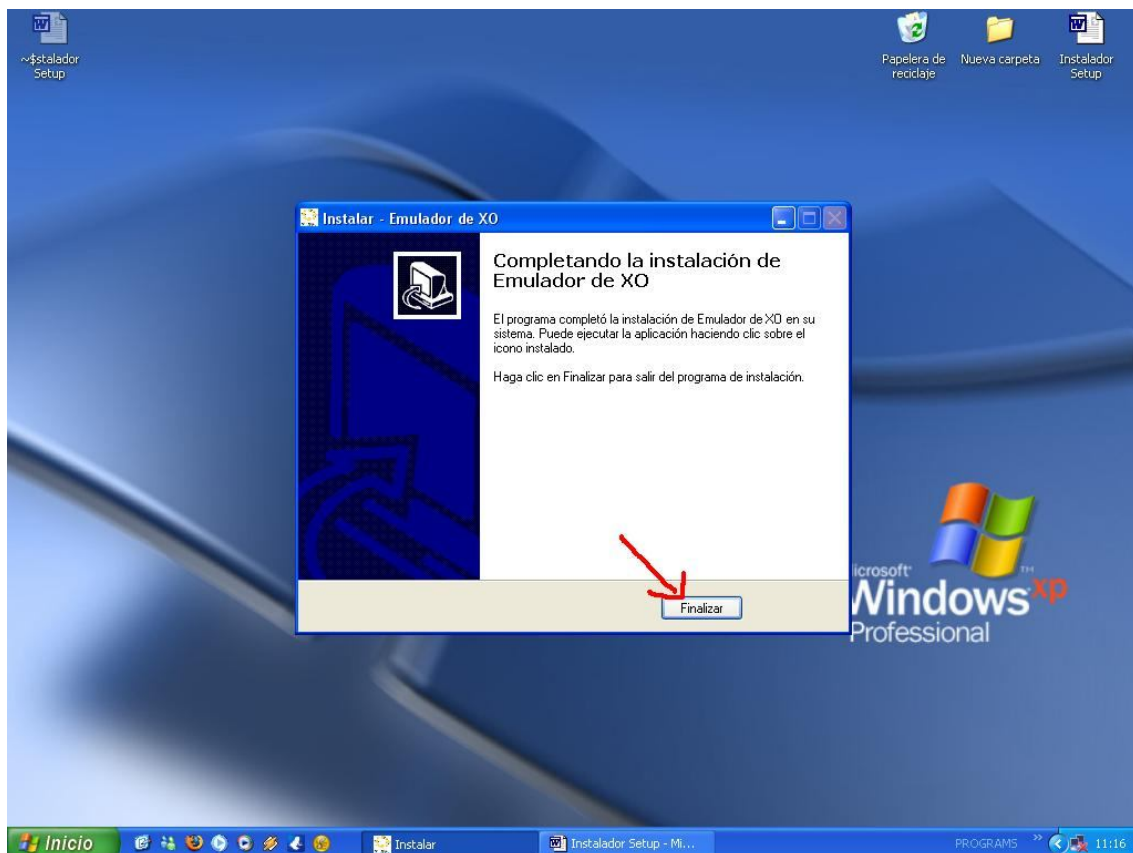 ~$stalador
Setup
Papelera de
reciclaje
Nueva carpeta
Instalador
Setup
Instalar - Emulador de XO
Completando la instalación de
Emulador de XO
El programa completó la instalación de Emulador de XO en su
sistema. Puede ejecutar la aplicación haciendo clic sobre el
icono instalado.
Haga clic en Finalizar para salir del programa de instalación.
Finalizar
icrosoft
TM
Windows xp
Professional
Inicio
Instalar
Instalador Setup - Mi...
PROGRAMS
11:16